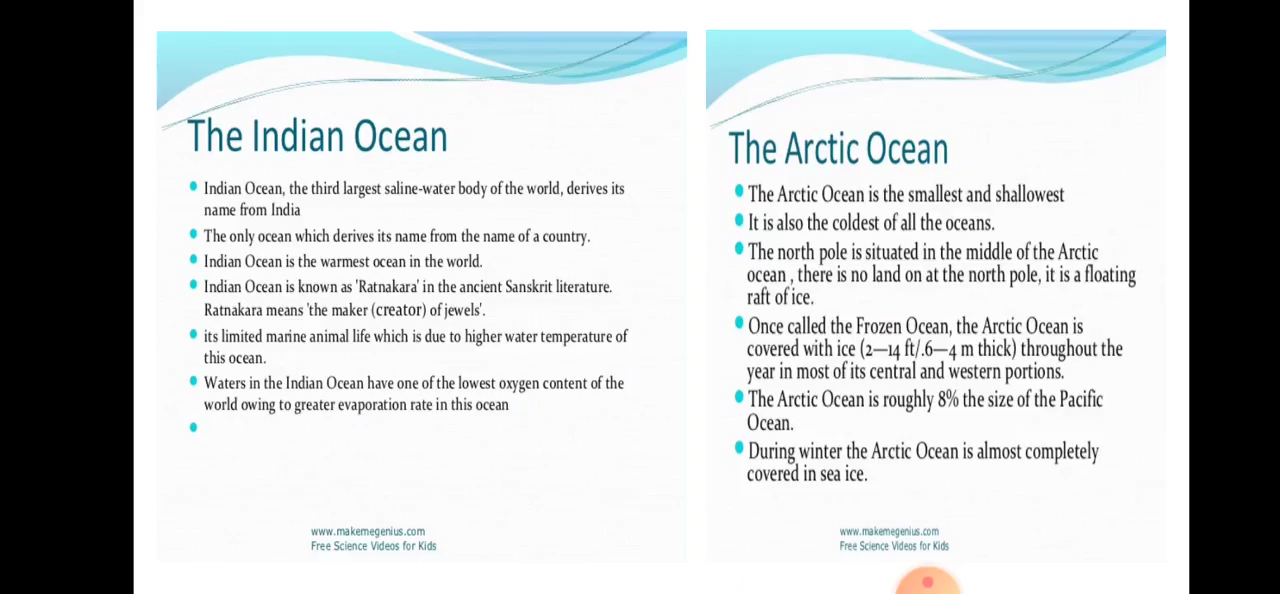 The Indian Ocean
Indian Ocean, the third largest saline-water body of the world, derives its
name from India
The only ocean which derives its name from the name of a country.
Indian Ocean is the warmest ocean in the world.
Indian Ocean is known as 'Ratnakara' in the ancient Sanskrit literature.
Ratnakara means 'the maker (creator) of jewels'.
its limited marine animal life which is due to higher water temperature of
this ocean.
Waters in the Indian Ocean have one of the lowest oxygen content of the
world owing to greater evaporation rate in this ocean
www.makemegenius.com
Free Science Videos for Kids
The Arctic Ocean
The Arctic Ocean is the smallest and shallowest
It is also the coldest of all the oceans.
The north pole is situated in the middle of the Arctic
ocean , there is no land on at the north pole, it is a floating
raft of ice.
Once called the Frozen Ocean, the Arctic Ocean is
covered with ice (2—14 ft/.6—4 m thick) throughout the
year in most of its central and western portions.
The Arctic Ocean is roughly 8% the size of the Pacific
Ocean.
During winter the Arctic Ocean is almost completely
covered in sea ice.
www.makemegenius.com
Free Science Videos for Kids